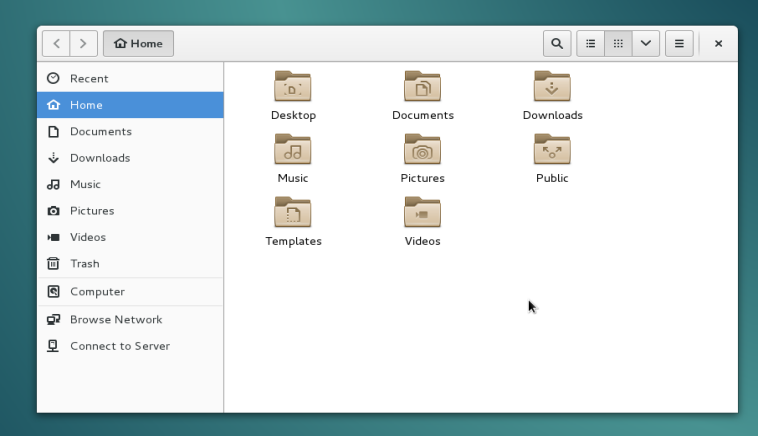 Home
Recent
Home
Documents
Downloads
Music
Pictures
Videos
Trash
Computer
Browse Network
Connect to Server
Desktop Documents Downloads
Music Pictures Public
Templates Videos